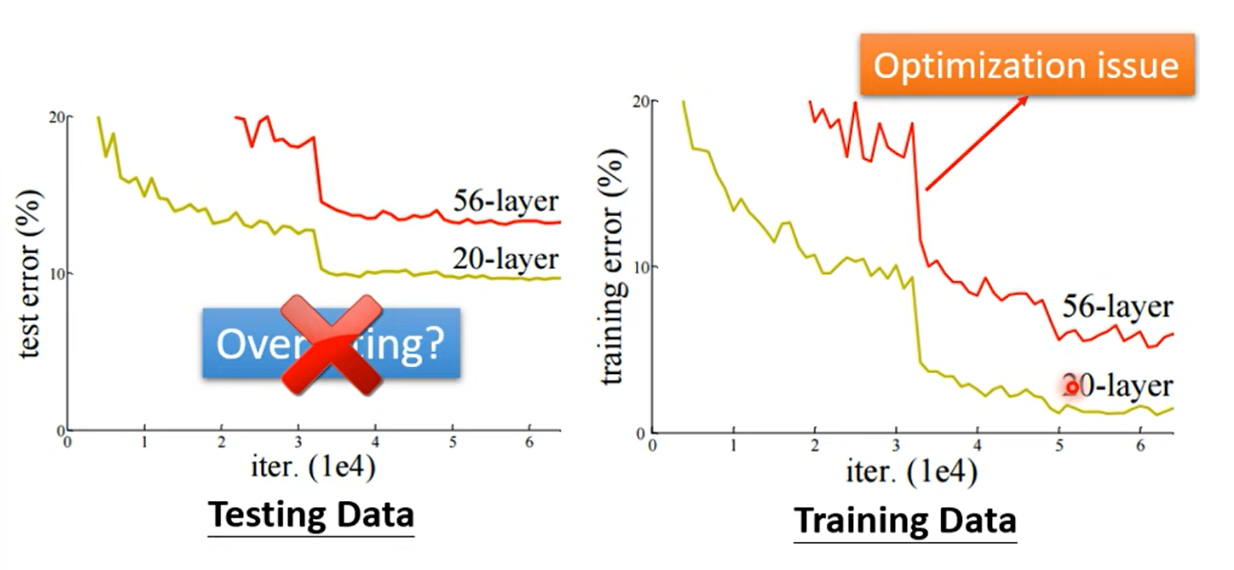 Optimization issue
20
10
0
test error (%)
56-layer
20-layer
0 1 2 3 4 5 6
iter. (1e4)
Testing Data
20
10
0
training error (%)
56-layer
20-layer
0 1 2 3 4 5 6
iter. (1e4)
Training Data